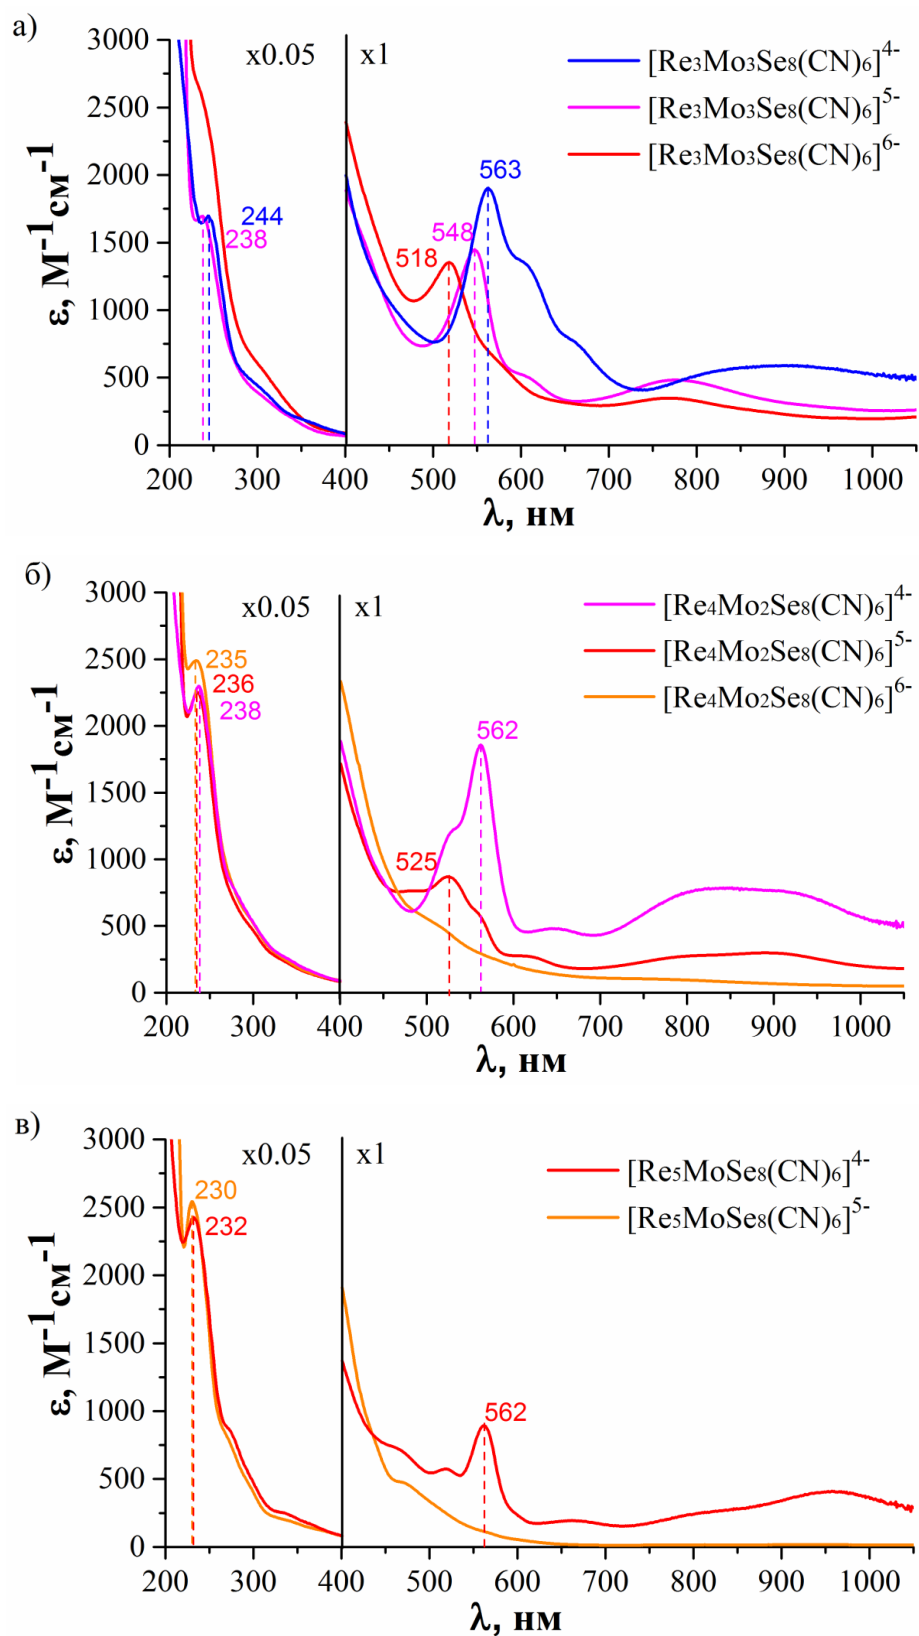 а)
3000
2500
2000
1500
1000
500
0
ε, М⁻¹см⁻¹
x0.05
x1
[Re₃Mo₃Se₈(CN)₆]⁴⁻
[Re₃Mo₃Se₈(CN)₆]⁵⁻
[Re₃Mo₃Se₈(CN)₆]⁶⁻
244
238
518
548
563
200 300 400 500 600 700 800 900 1000
λ, нм
б)
3000
2500
2000
1500
1000
500
0
ε, М⁻¹см⁻¹
x0.05
x1
[Re₄Mo₂Se₈(CN)₆]⁴⁻
[Re₄Mo₂Se₈(CN)₆]⁵⁻
[Re₄Mo₂Se₈(CN)₆]⁶⁻
235
236
238
525
562
200 300 400 500 600 700 800 900 1000
λ, нм
в)
3000
2500
2000
1500
1000
500
0
ε, М⁻¹см⁻¹
x0.05
x1
[Re₅MoSe₈(CN)₆]⁴⁻
[Re₅MoSe₈(CN)₆]⁵⁻
230
232
562
200 300 400 500 600 700 800 900 1000
λ, нм